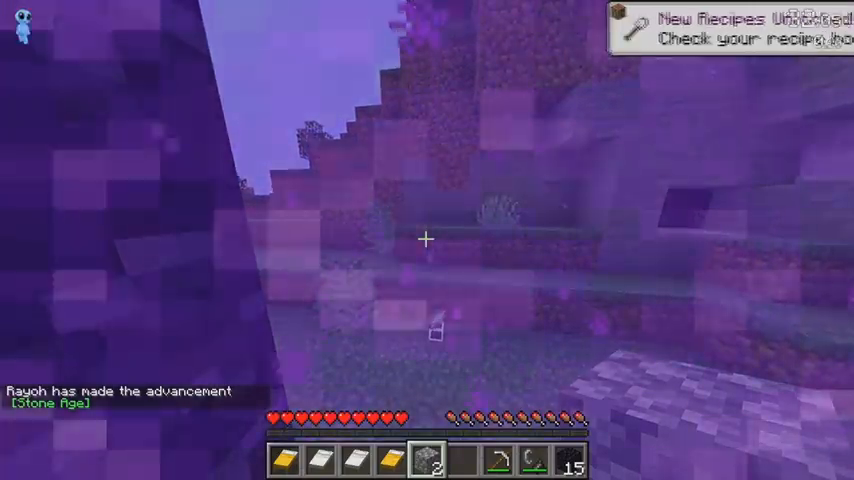 New Recipes Unlocked!
Check your recipe bo
Rayoh has made the advancement
[Stone Age]
2
15